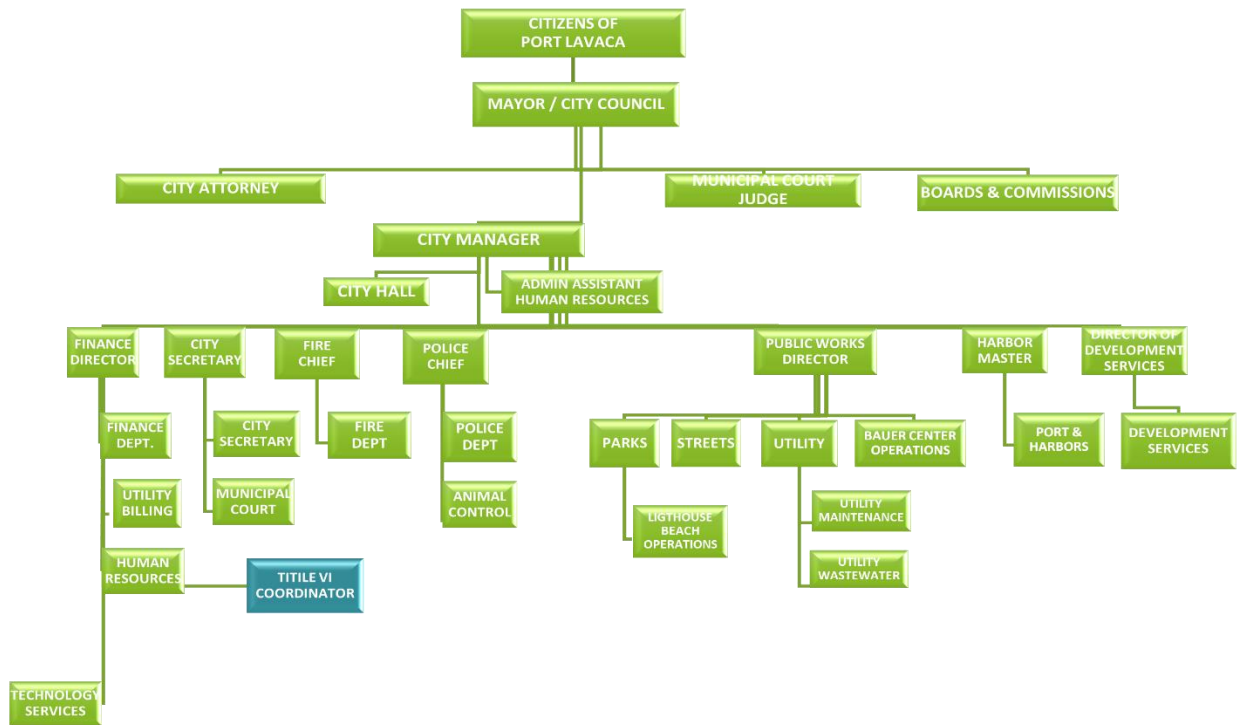 CITIZENS OF
PORT LAVACA
MAYOR / CITY COUNCIL
CITY ATTORNEY
MUNICIPAL COURT
JUDGE
BOARDS & COMMISSIONS
CITY MANAGER
CITY HALL
ADMIN ASSISTANT
HUMAN RESOURCES
FINANCE
DIRECTOR
CITY
SECRETARY
FIRE
CHIEF
POLICE
CHIEF
PUBLIC WORKS
DIRECTOR
HARBOR
MASTER
DIRECTOR OF
DEVELOPMENT
SERVICES
FINANCE
DEPT.
CITY
SECRETARY
FIRE
DEPT
POLICE
DEPT
PARKS
STREETS
UTILITY
BAUER CENTER
OPERATIONS
PORT &
HARBORS
DEVELOPMENT
SERVICES
UTILITY
BILLING
MUNICIPAL
COURT
ANIMAL
CONTROL
LIGTHOUSE
BEACH
OPERATIONS
UTILITY
MAINTENANCE
UTILITY
WASTEWATER
HUMAN
RESOURCES
TITILE VI
COORDINATOR
TECHNOLOGY
SERVICES